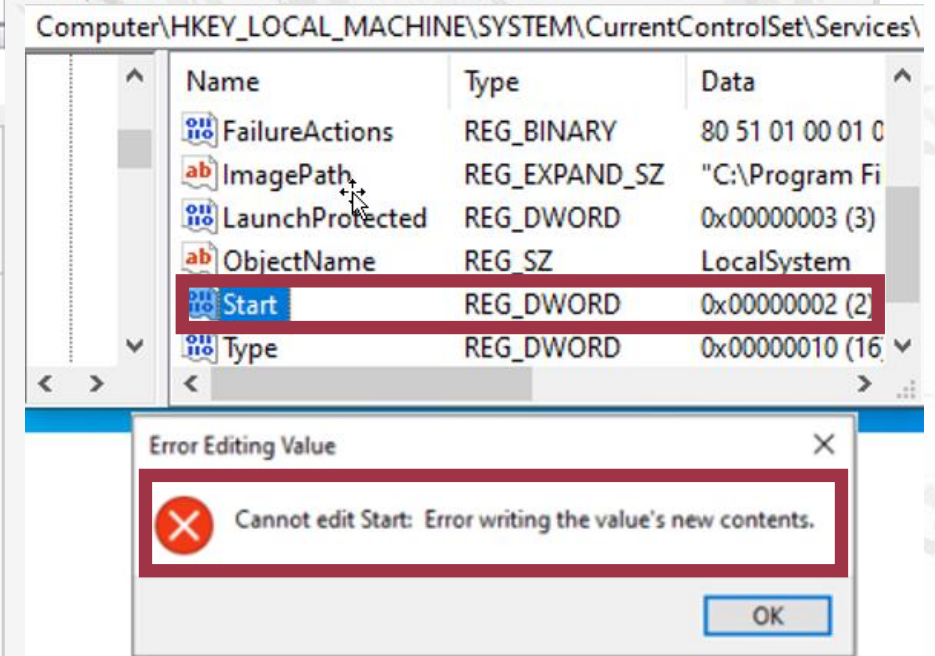 Computer\HKEY_LOCAL_MACHINE\SYSTEM\CurrentControlSet\Services\
Name Type Data
FailureActions REG_BINARY 80 51 01 00 01 0
ImagePath REG_EXPAND_SZ "C:\Program Fi
LaunchProtected REG_DWORD 0x00000003 (3)
ObjectName REG_SZ LocalSystem
Start REG_DWORD 0x00000002 (2)
Type REG_DWORD 0x00000010 (16
Error Editing Value
Cannot edit Start: Error writing the value's new contents.
OK